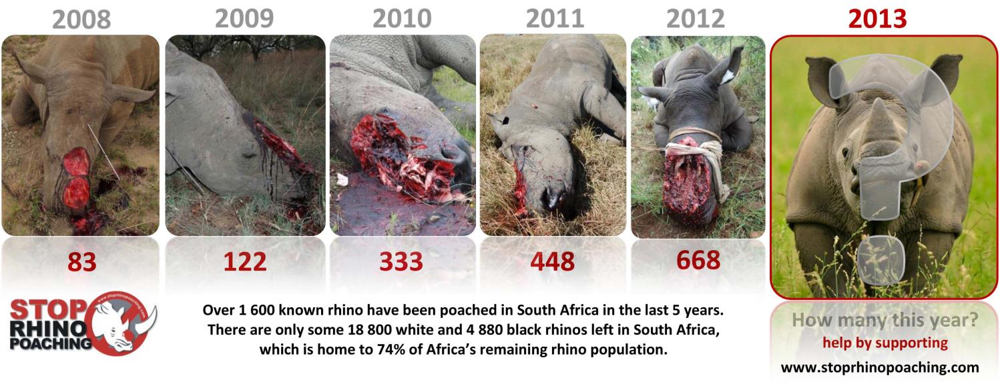 2008
2009
2010
2011
2012
2013
83
122
333
448
668
STOP
RHINO
POACHING
www.stoprhinopoaching.com
Over 1 600 known rhino have been poached in South Africa in the last 5 years.
There are only some 18 800 white and 4 880 black rhinos left in South Africa,
which is home to 74% of Africa’s remaining rhino population.
?
How many this year?
help by supporting
www.stoprhinopoaching.com